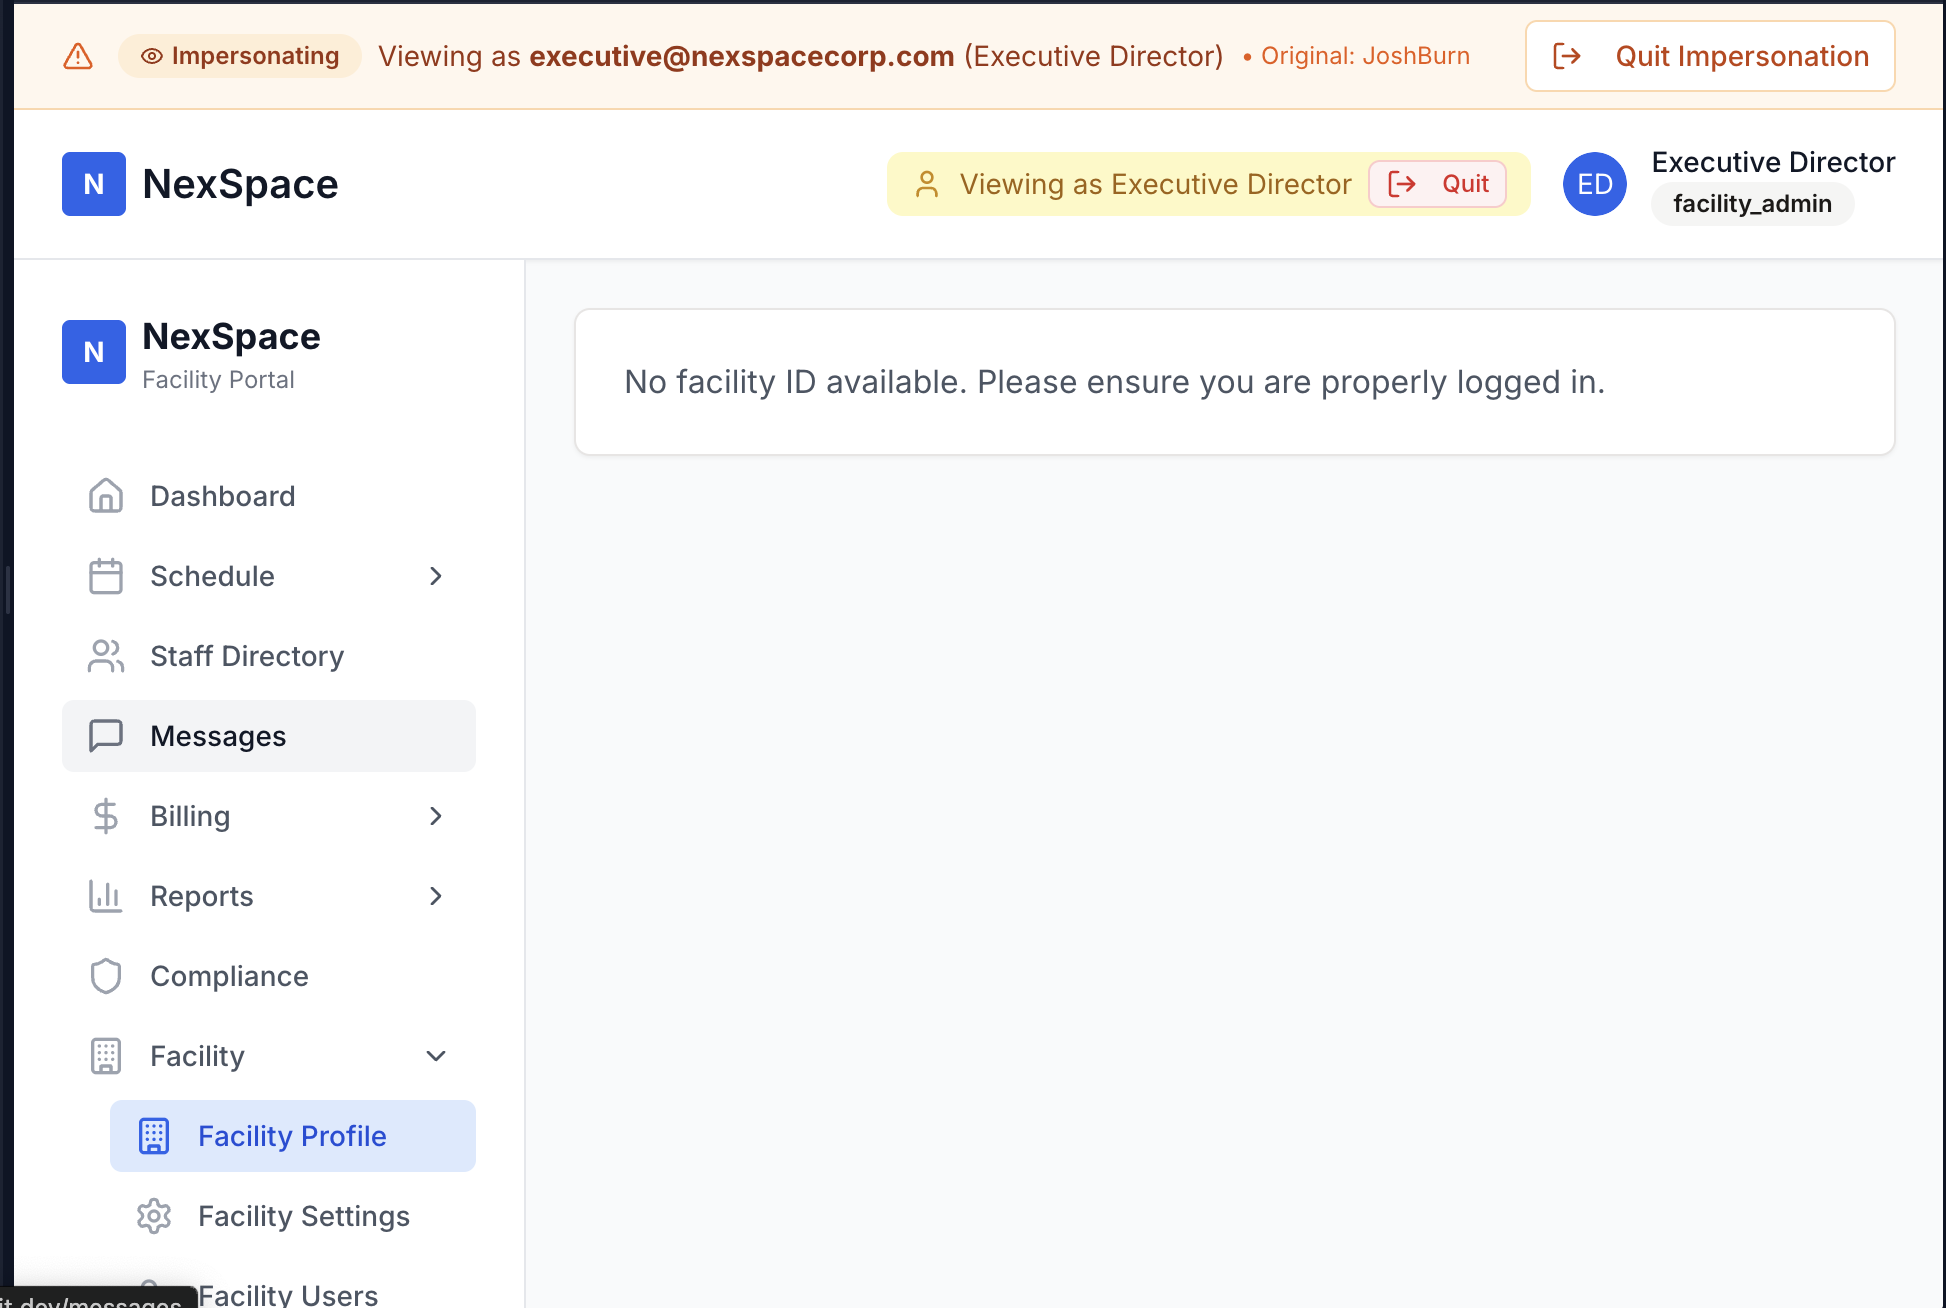 Impersonating Viewing as executive@nexspacecorp.com (Executive Director) • Original: JoshBurn Quit Impersonation
N NexSpace
Viewing as Executive Director Quit
ED Executive Director
facility_admin
N NexSpace
Facility Portal
Dashboard
Schedule
Staff Directory
Messages
Billing
Reports
Compliance
Facility
Facility Profile
Facility Settings
Facility Users
No facility ID available. Please ensure you are properly logged in.
it.dev/messages